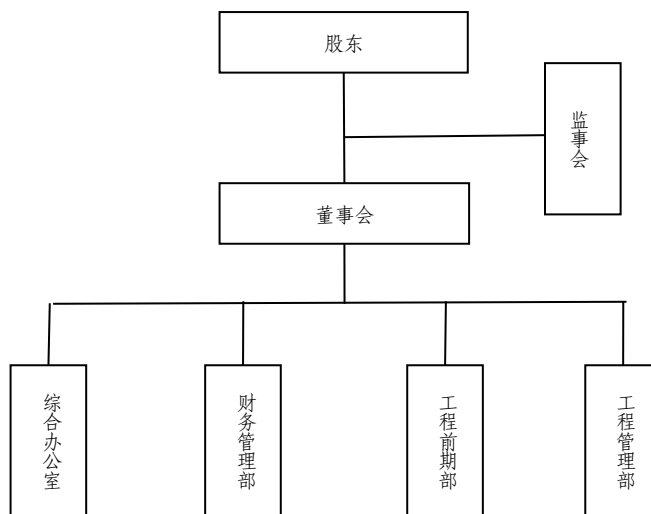 股东
监事会
董事会
综合办公室
财务管理部
工程前期部
工程管理部